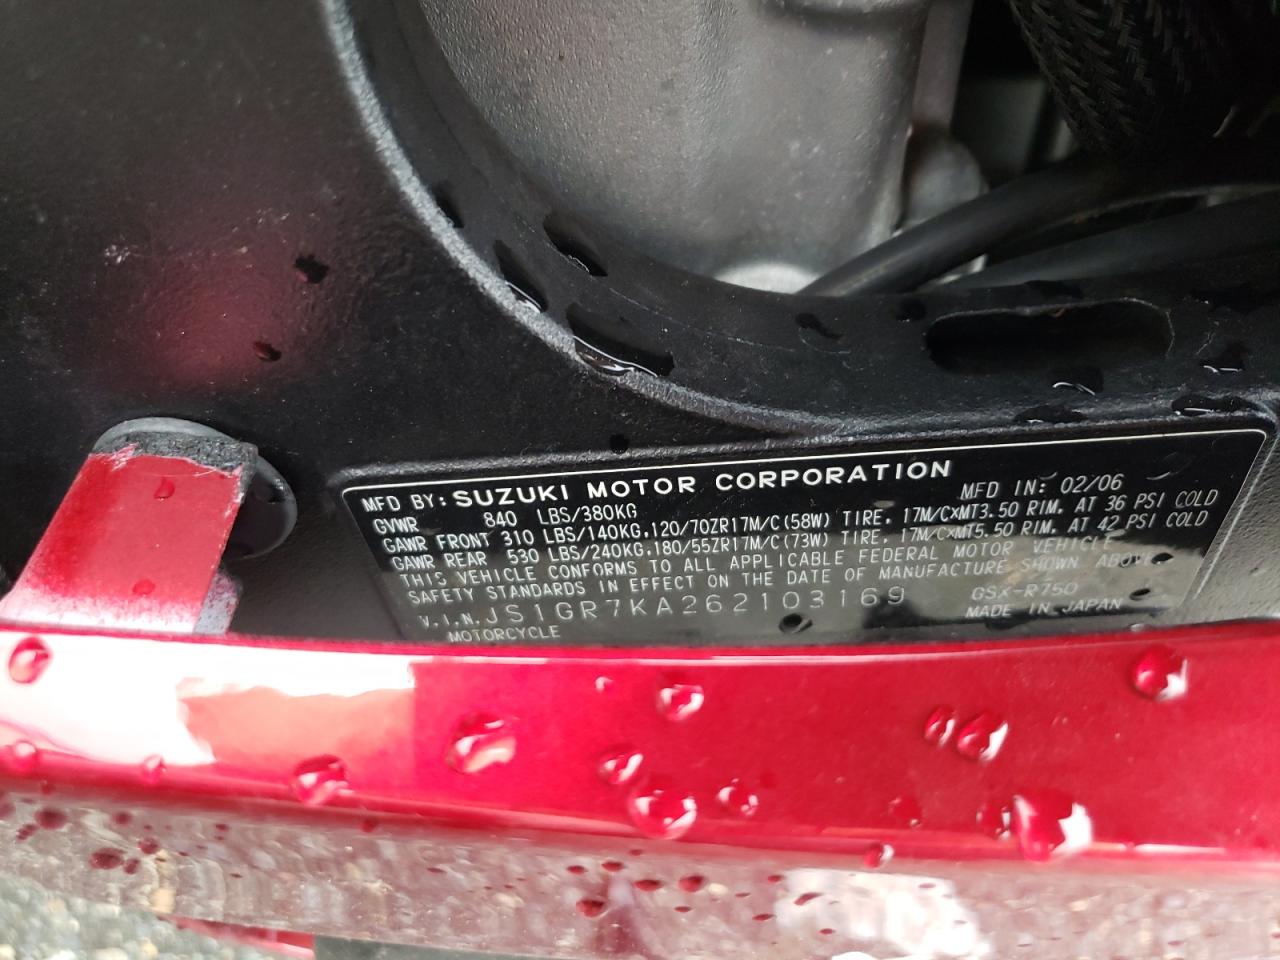 MFD BY: SUZUKI MOTOR CORPORATION
MFD IN: 02/06
GVWR 840 LBS/380KG
GAWR FRONT 310 LBS/140KG, 120/70ZR17M/C(58W) TIRE, 17M/C×MT3.50 RIM, AT 36 PSI COLD
GAWR REAR 530 LBS/240KG, 180/55ZR17M/C(73W) TIRE, 17M/C×MT5.50 RIM, AT 42 PSI COLD
THIS VEHICLE CONFORMS TO ALL APPLICABLE FEDERAL MOTOR VEHICLE
SAFETY STANDARDS IN EFFECT ON THE DATE OF MANUFACTURE SHOWN ABOVE.
V.I.N. JS1GR7KA262103169 GSX-R750
MOTORCYCLE MADE IN JAPAN